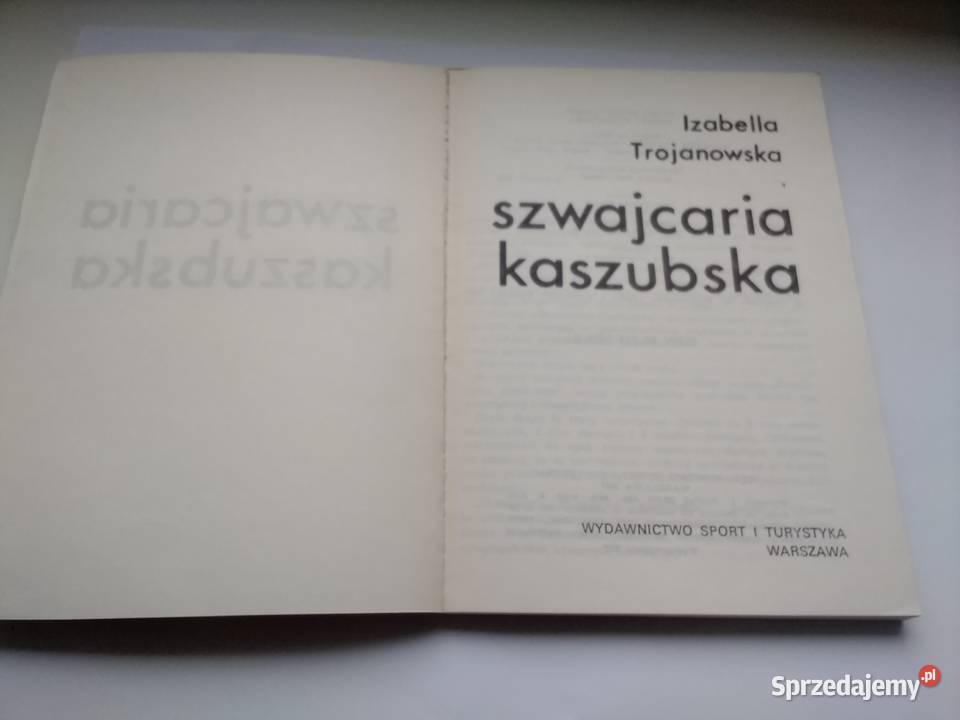 Izabella
Trojanowska
szwajcaria
kaszubska
WYDAWNICTWO SPORT I TURYSTYKA
WARSZAWA
Sprzedajemy.pl